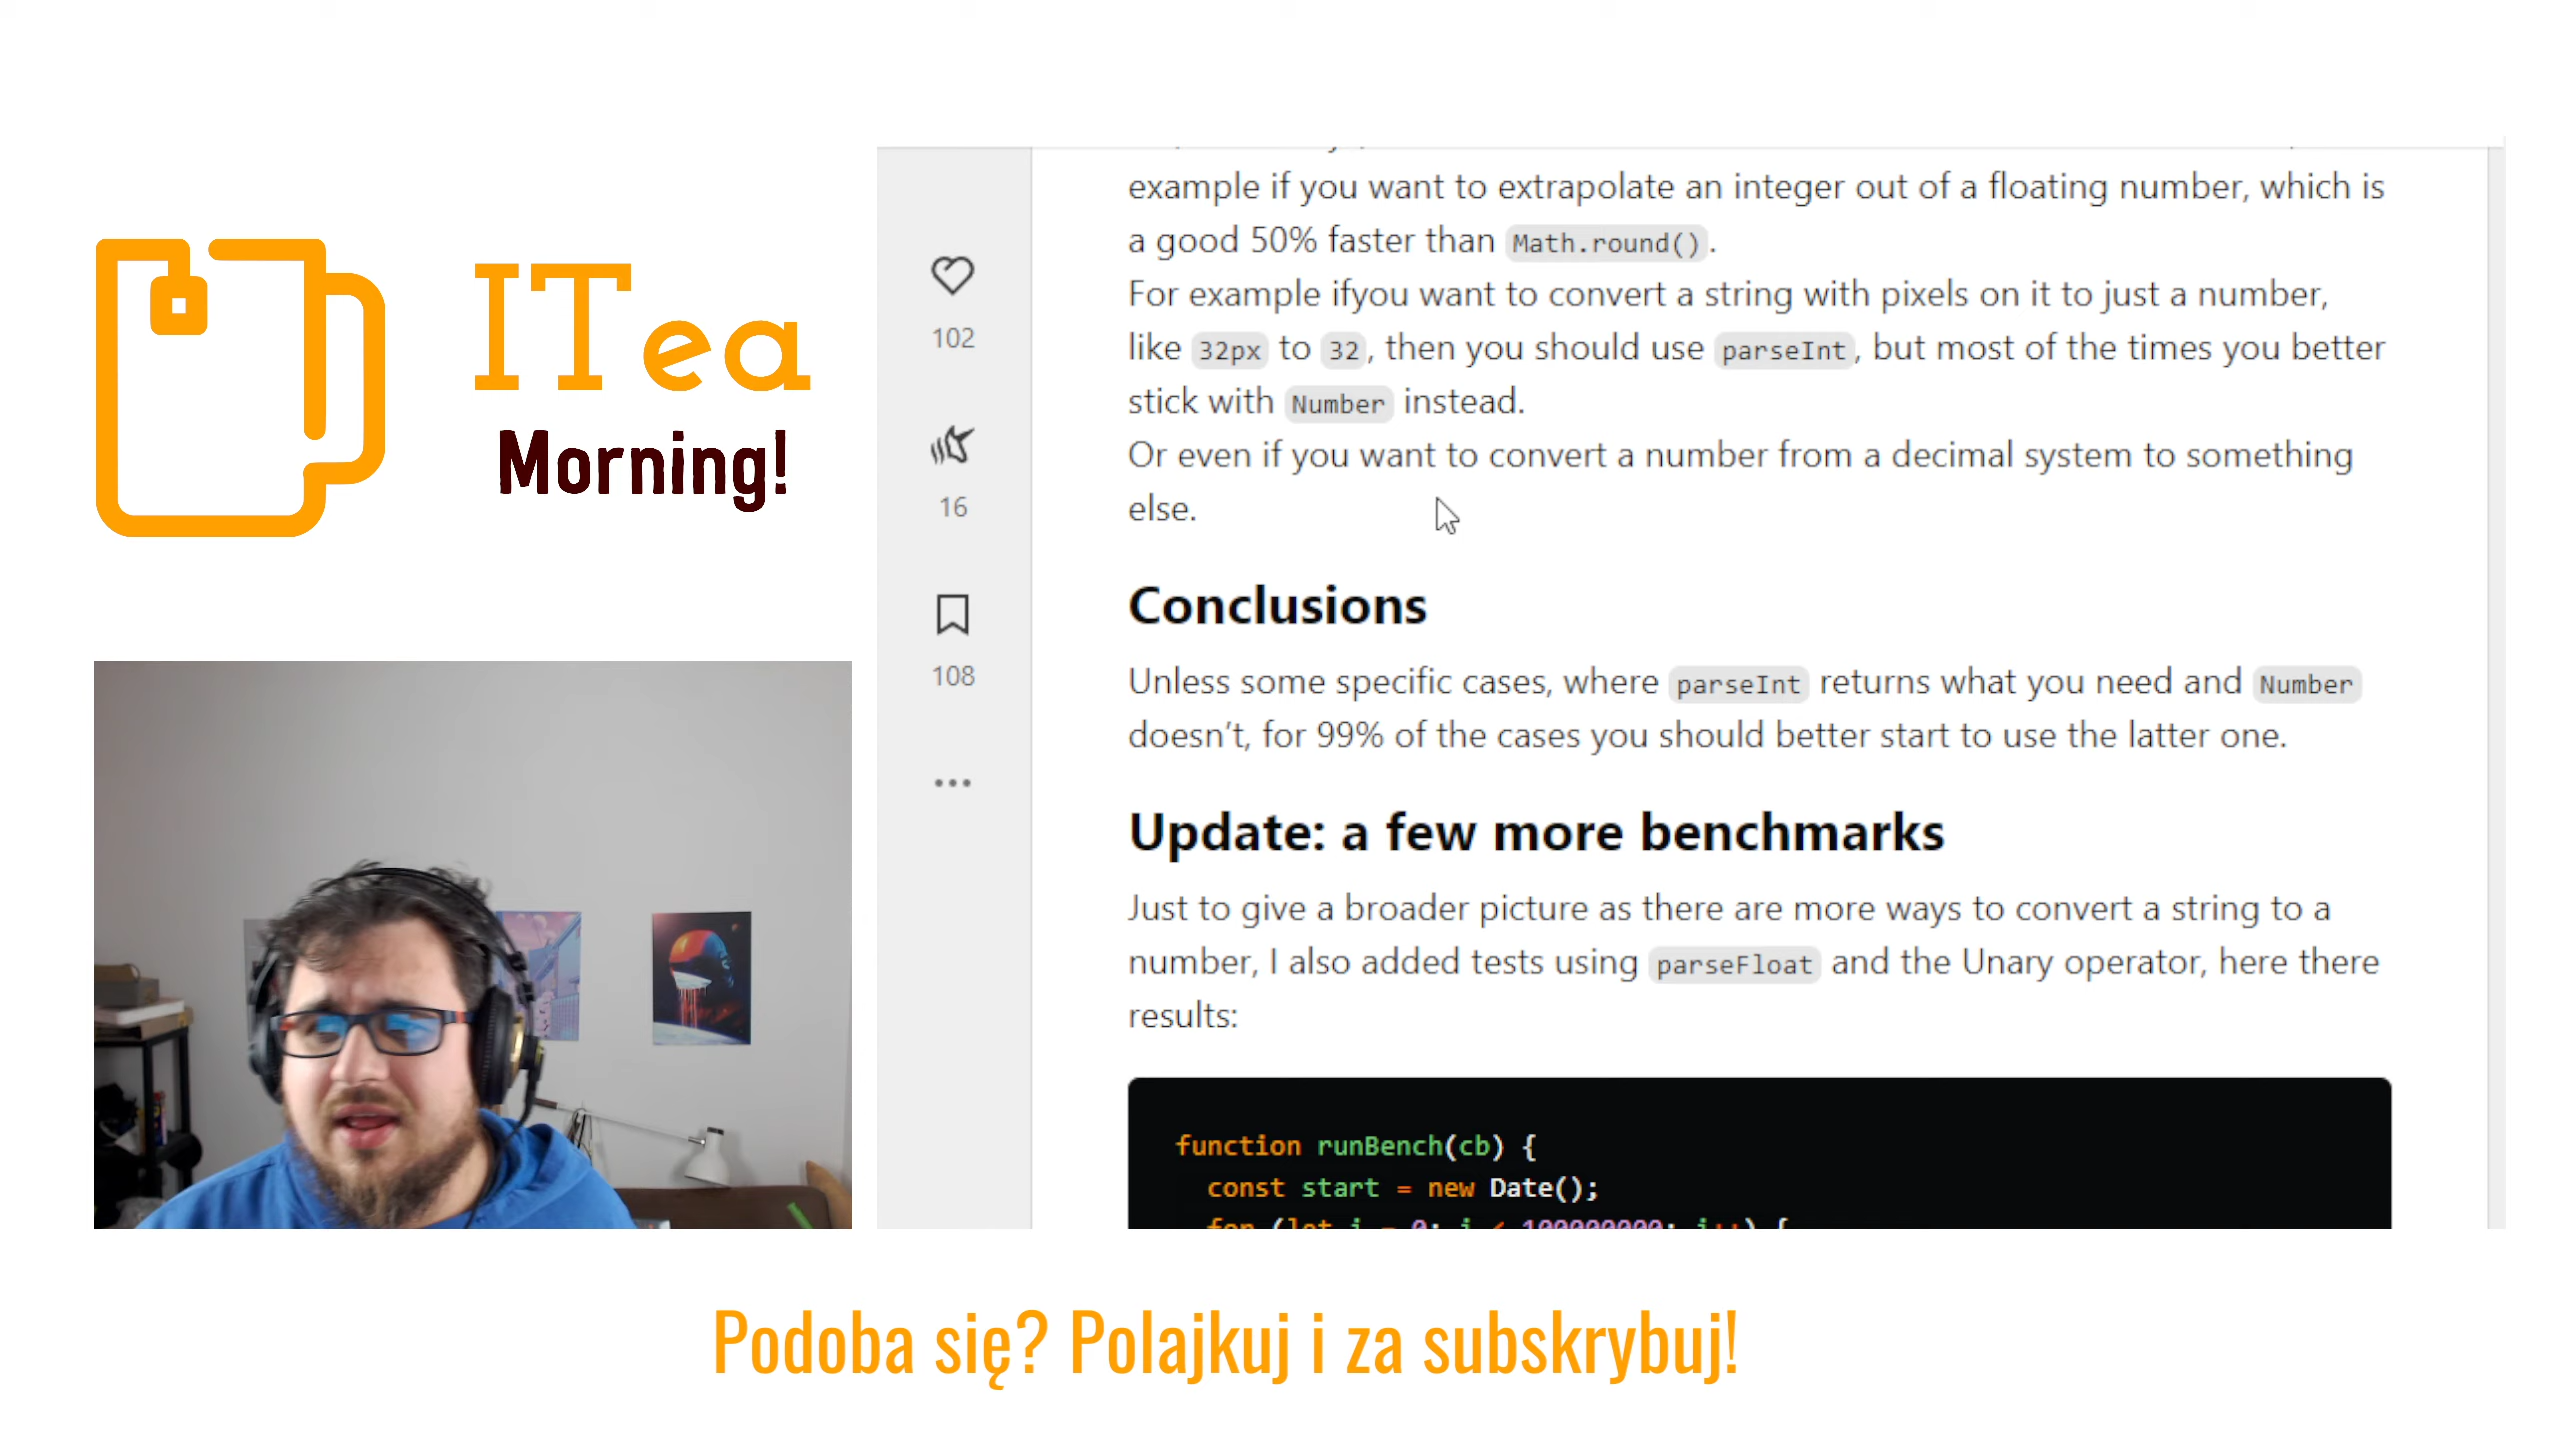 ITea
Morning!
example if you want to extrapolate an integer out of a floating number, which is
a good 50% faster than Math.round().
For example ifyou want to convert a string with pixels on it to just a number,
like 32px to 32, then you should use parseInt, but most of the times you better
stick with Number instead.
Or even if you want to convert a number from a decimal system to something
else.
102
16
108
Conclusions
Unless some specific cases, where parseInt returns what you need and Number
doesn’t, for 99% of the cases you should better start to use the latter one.
Update: a few more benchmarks
Just to give a broader picture as there are more ways to convert a string to a
number, I also added tests using parseFloat and the Unary operator, here there
results:
function runBench(cb) {
const start = new Date();
for (let i = 0; i < 100000000; i++) {
Podoba się? Polajkuj i za subskrybuj!